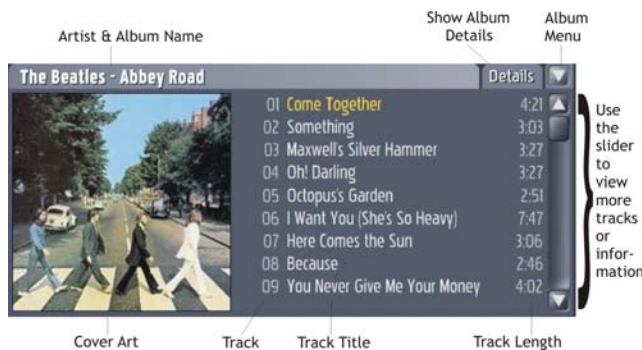 Show Album
Details
Album
Menu
Artist & Album Name
The Beatles - Abbey Road
Details
01 Come Together 4:21
02 Something 3:03
03 Maxwell's Silver Hammer 3:27
04 Oh! Darling 3:27
05 Octopus's Garden 2:51
06 I Want You (She's So Heavy) 7:47
07 Here Comes the Sun 3:06
08 Because 2:46
09 You Never Give Me Your Money 4:02
Use
the
slider
to
view
more
tracks
or
infor-
mation
Cover Art
Track
Track Title
Track Length